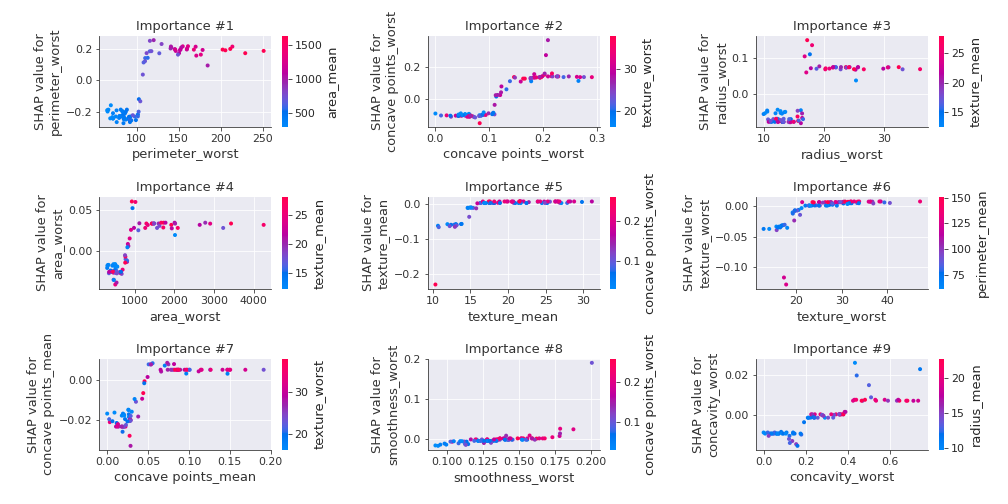 Importance #1
SHAP value for
perimeter_worst
0.2
0.0
−0.2
100
150
200
250
perimeter_worst
1500
1000
500
area_mean
Importance #2
SHAP value for
concave points_worst
0.2
0.0
0.0
0.1
0.2
0.3
concave points_worst
30
20
texture_worst
Importance #3
SHAP value for
radius_worst
0.1
0.0
10
20
30
radius_worst
25
20
15
texture_mean
Importance #4
SHAP value for
area_worst
0.05
0.00
1000
2000
3000
4000
area_worst
25
20
15
texture_mean
Importance #5
SHAP value for
texture_mean
0.0
−0.1
−0.2
10
15
20
25
30
texture_mean
0.2
0.1
concave points_worst
Importance #6
SHAP value for
texture_worst
0.00
−0.05
−0.10
20
30
40
texture_worst
150
125
100
75
perimeter_mean
Importance #7
SHAP value for
concave points_mean
0.00
−0.02
0.00
0.05
0.10
0.15
0.20
concave points_mean
30
20
texture_worst
Importance #8
SHAP value for
smoothness_worst
0.2
0.1
0.0
0.100
0.125
0.150
0.175
0.200
smoothness_worst
0.2
0.1
concave points_worst
Importance #9
SHAP value for
concavity_worst
0.02
0.00
0.0
0.2
0.4
0.6
concavity_worst
20
15
10
radius_mean